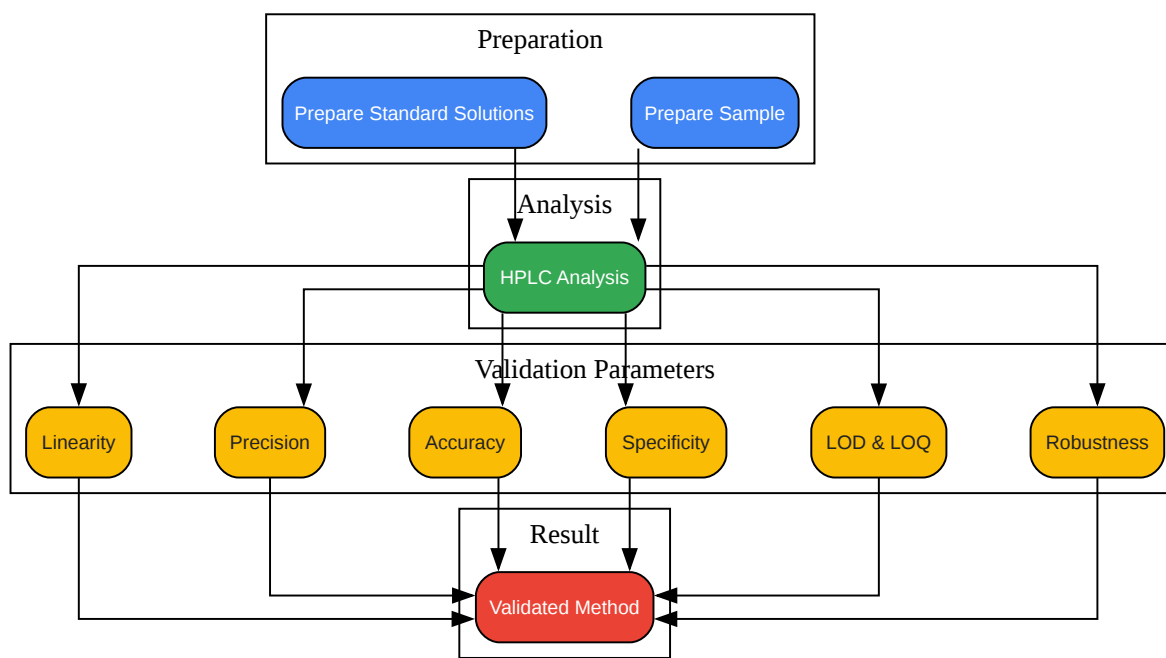 Preparation
Prepare Standard Solutions
Prepare Sample
Analysis
HPLC Analysis
Validation Parameters
Linearity
Precision
Accuracy
Specificity
LOD & LOQ
Robustness
Result
Validated Method